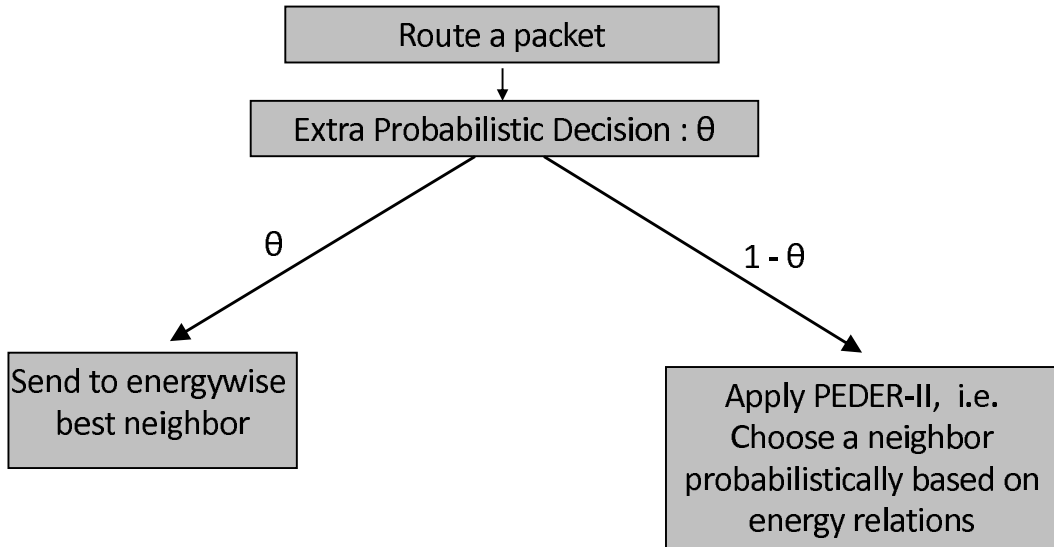 Route a packet
Extra Probabilistic Decision : θ
θ
1 - θ
Send to energywise
best neighbor
Apply PEDER-II, i.e.
Choose a neighbor
probabilistically based on
energy relations